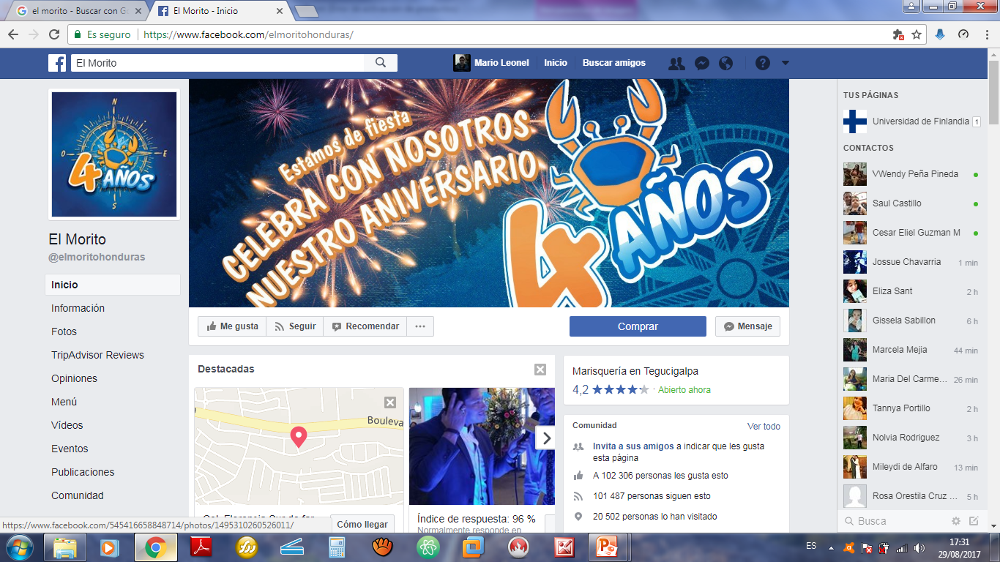 el morito - Buscar con Go
El Morito - Inicio
Es seguro
https://www.facebook.com/elmoritohonduras/
El Morito
Mario Leonel
Inicio
Buscar amigos
N
O
E
S
4 AÑOS
El Morito
@elmoritohonduras
Inicio
Información
Fotos
TripAdvisor Reviews
Opiniones
Menú
Vídeos
Eventos
Publicaciones
Comunidad
Estamos de fiesta
CELEBRA CON NOSOTROS
NUESTRO ANIVERSARIO
4 AÑOS
Me gusta
Seguir
Recomendar
Comprar
Mensaje
Destacadas
Bouleva
Cómo llegar
Índice de respuesta: 96 %
Normalmente responde en
Marisquería en Tegucigalpa
4,2 · Abierto ahora
Comunidad
Ver todo
Invita a sus amigos a indicar que les gusta
esta página
A 102 306 personas les gusta esto
101 487 personas siguen esto
20 502 personas lo han visitado
TUS PÁGINAS
Universidad de Finlandia 1
CONTACTOS
VWendy Peña Pineda
Saul Castillo
Cesar Eliel Guzman M
Jossue Chavarria 1 min
Eliza Sant 2 h
Gissela Sabillon 6 h
Marcela Mejia 44 min
Maria Del Carme... 26 min
Tannya Portillo 2 h
Nolvia Rodriguez 3 h
Mileydi de Alfaro 13 min
Rosa Orestila Cruz ... 5 h
Busca
https://www.facebook.com/545416658848714/photos/1495310260526011/
ES
17:31
29/08/2017